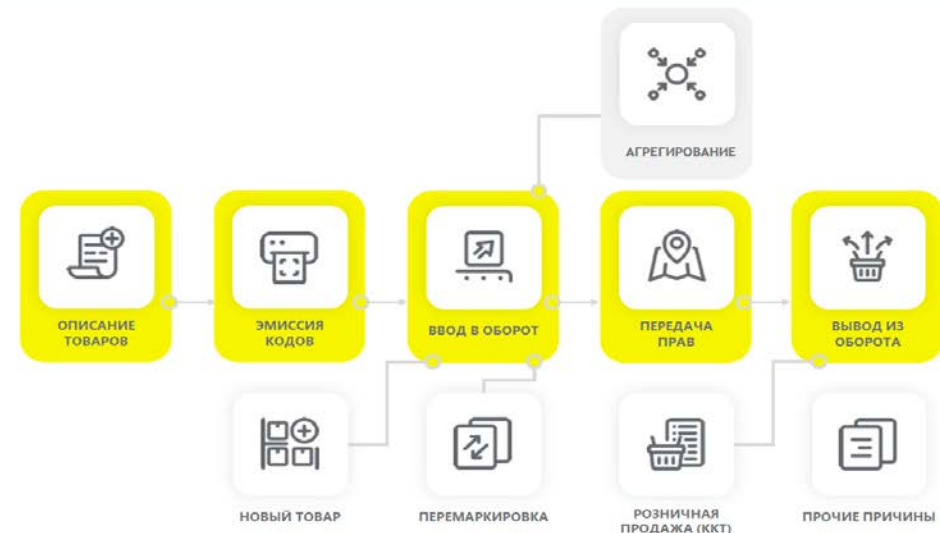 АГРЕГИРОВАНИЕ
ОПИСАНИЕ
ТОВАРОВ
ЭМИССИЯ
КОДОВ
ВВОД В ОБОРОТ
ПЕРЕДАЧА
ПРАВ
ВЫВОД ИЗ
ОБОРОТА
НОВЫЙ ТОВАР
ПЕРЕМАРКИРОВКА
РОЗНИЧНАЯ
ПРОДАЖА (ККТ)
ПРОЧИЕ ПРИЧИНЫ